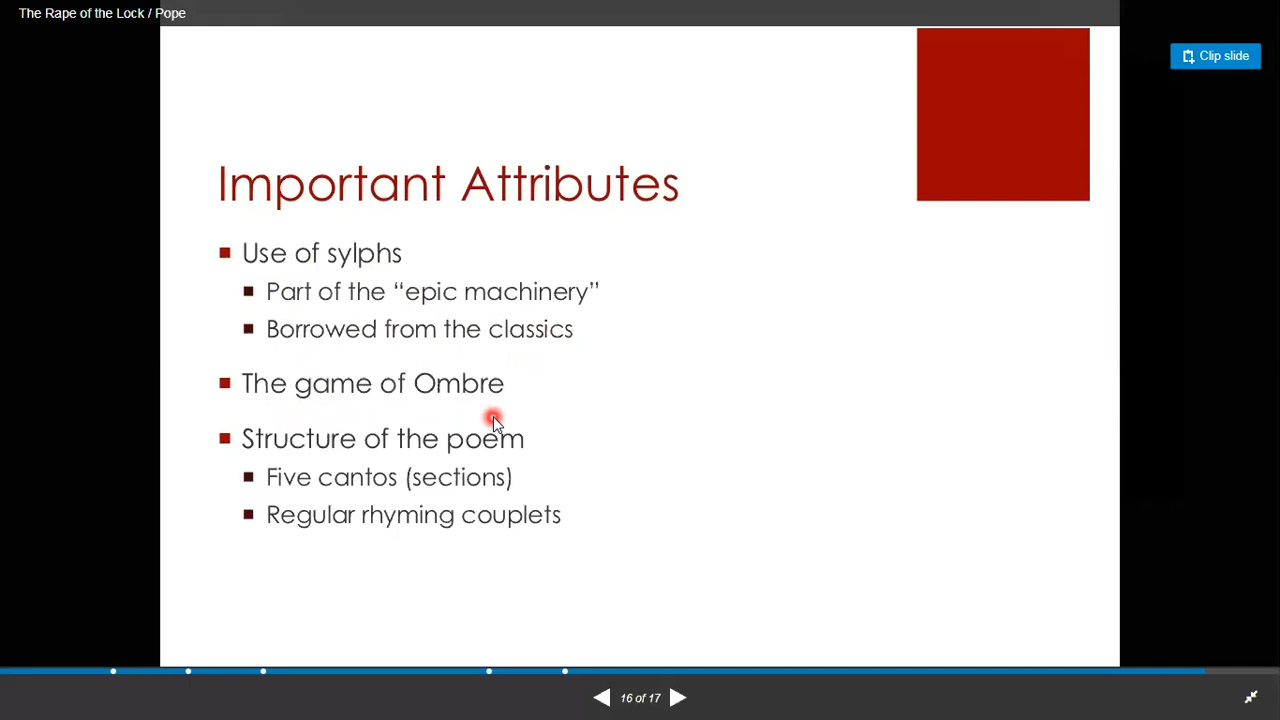 The Rape of the Lock / Pope
Clip slide
Important Attributes
Use of sylphs
Part of the “epic machinery”
Borrowed from the classics
The game of Ombre
Structure of the poem
Five cantos (sections)
Regular rhyming couplets
16 of 17